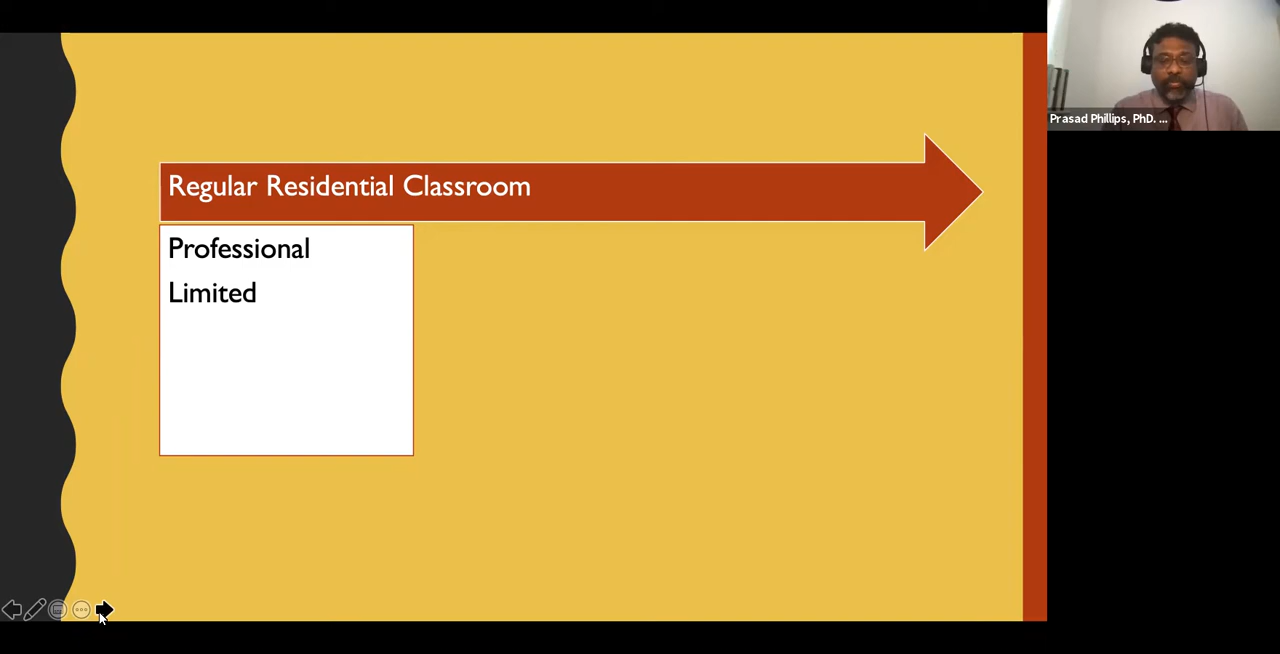 Regular Residential Classroom
Professional
Limited
Prasad Phillips, PhD. ...